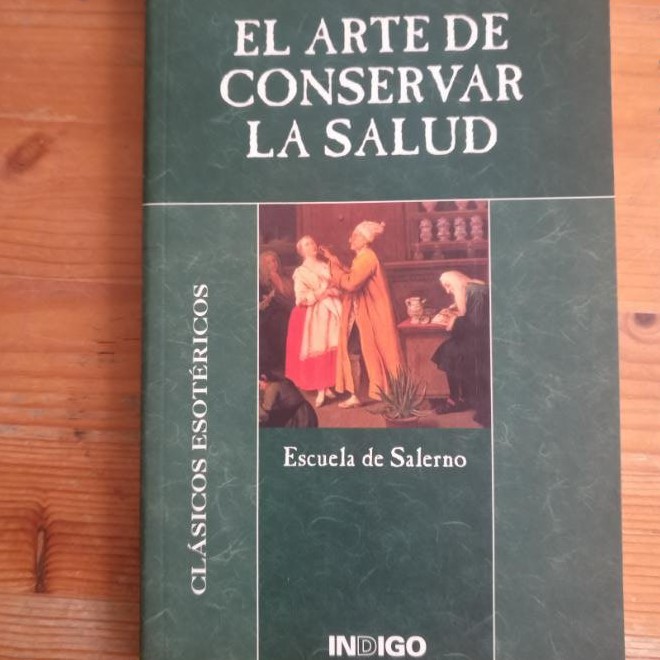 EL ARTE DE
CONSERVAR
LA SALUD
CLÁSICOS ESOTÉRICOS
Escuela de Salerno
INDIGO